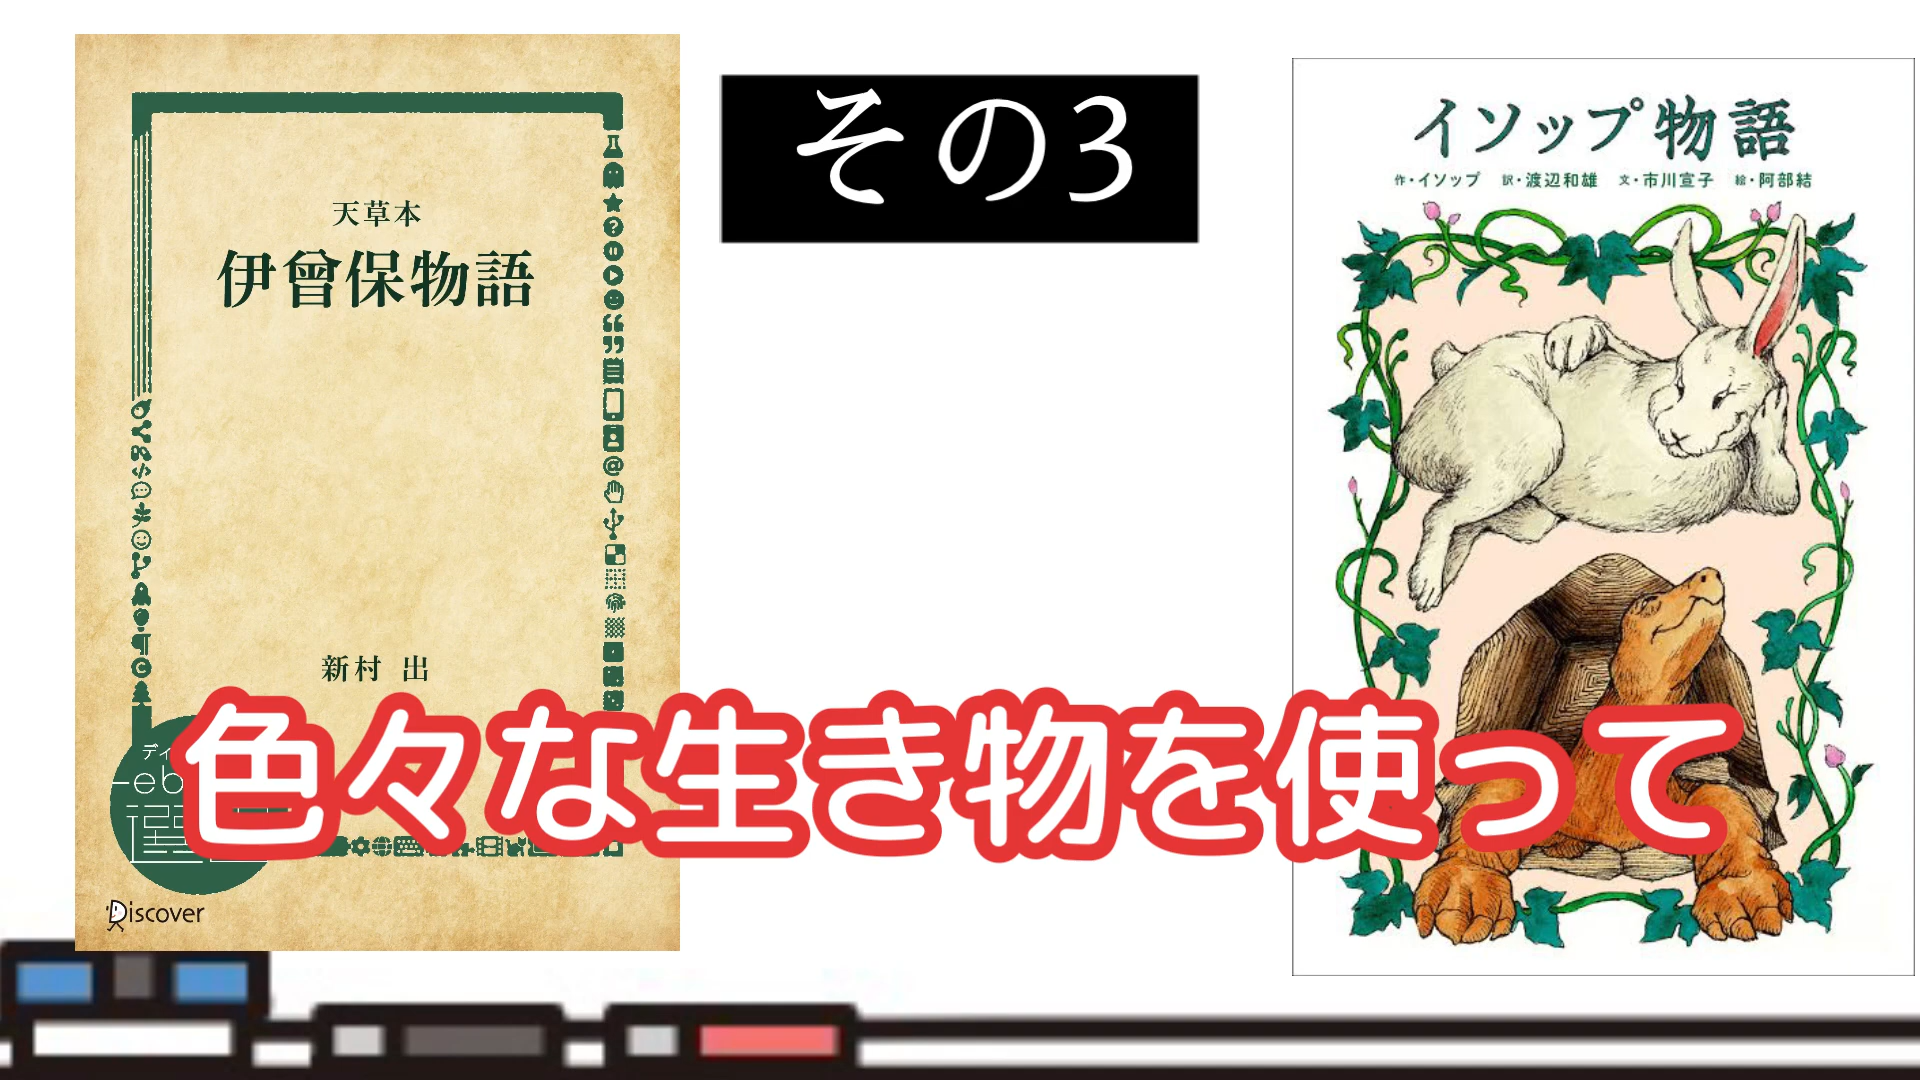 天草本
伊曾保物語
新村 出
Discover
その3
イソップ物語
作・イソップ 訳・渡辺和雄 文・市川宣子 絵・阿部結
色々な生き物を使って